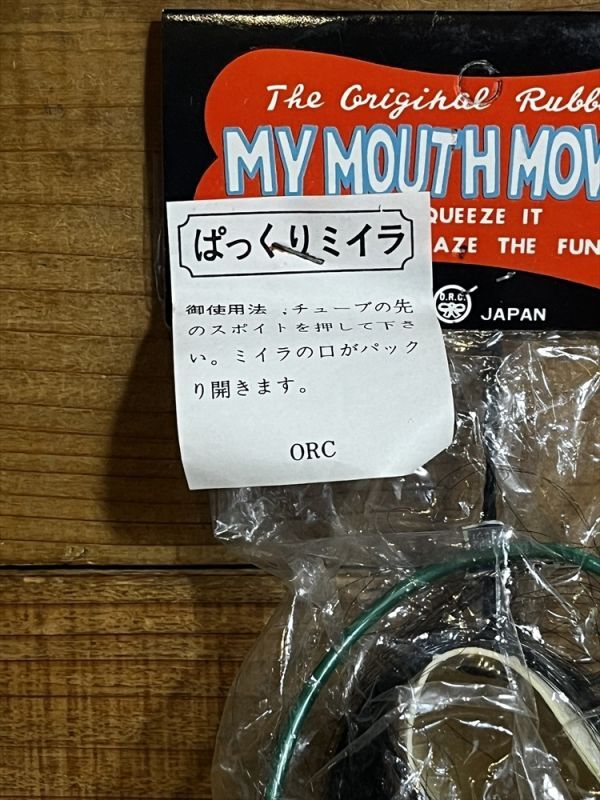 The Original Rubb
MY MOUTH MOV
QUEEZE IT
AZE THE FUN
O.R.C.
JAPAN
ぱっくりミイラ
御使用法、チューブの先
のスポイトを押して下さ
い。ミイラの口がパック
り開きます。
ORC